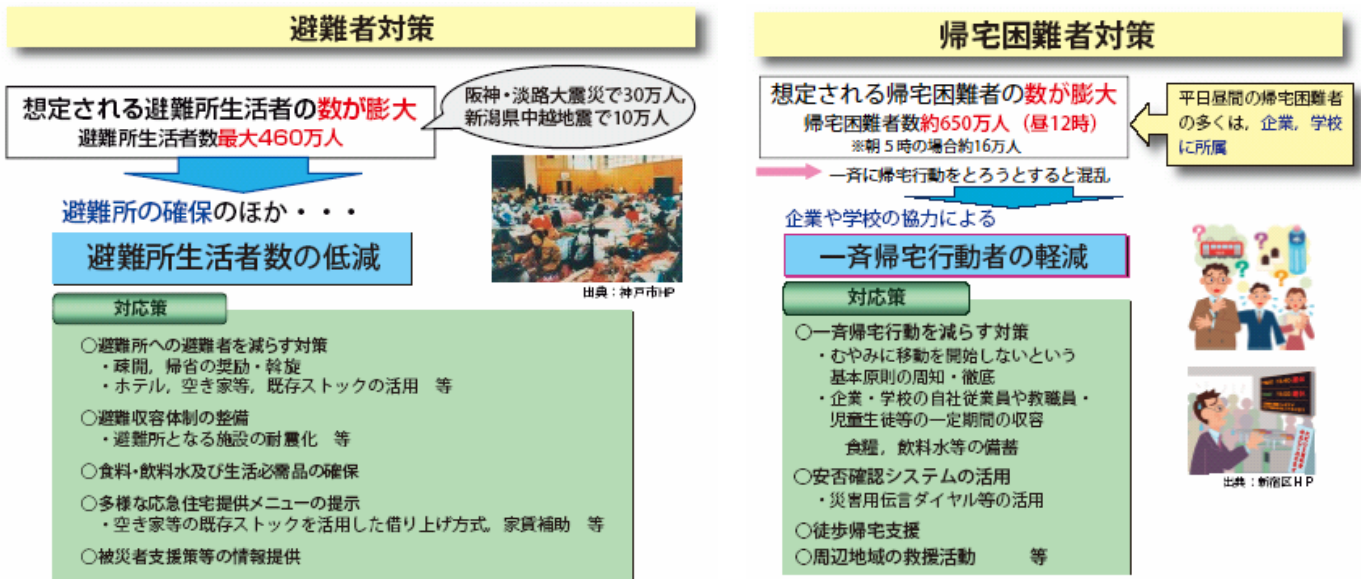 避難者対策
想定される避難所生活者の数が膨大
避難所生活者数最大460万人
阪神・淡路大震災で30万人,
新潟県中越地震で10万人
避難所の確保のほか・・・
避難所生活者数の低減
出典：神戸市HP
対応策
○避難所への避難者を減らす対策
・疎開, 帰省の奨励・斡旋
・ホテル, 空き家等, 既存ストックの活用 等
○避難収容体制の整備
・避難所となる施設の耐震化 等
○食料・飲料水及び生活必需品の確保
○多様な応急住宅提供メニューの提示
・空き家等の既存ストックを活用した借り上げ方式, 家賃補助 等
○被災者支援策等の情報提供
帰宅困難者対策
想定される帰宅困難者の数が膨大
帰宅困難者数約650万人（昼12時）
※朝５時の場合約16万人
平日昼間の帰宅困難者
の多くは, 企業, 学校
に所属
一斉に帰宅行動をとろうとすると混乱
企業や学校の協力による
一斉帰宅行動者の軽減
対応策
○一斉帰宅行動を減らす対策
・むやみに移動を開始しないという
基本原則の周知・徹底
・企業・学校の自社従業員や教職員・
児童生徒等の一定期間の収容
食糧, 飲料水等の備蓄
○安否確認システムの活用
・災害用伝言ダイヤル等の活用
○徒歩帰宅支援
○周辺地域の救援活動 等
出典：新宿区ＨＰ